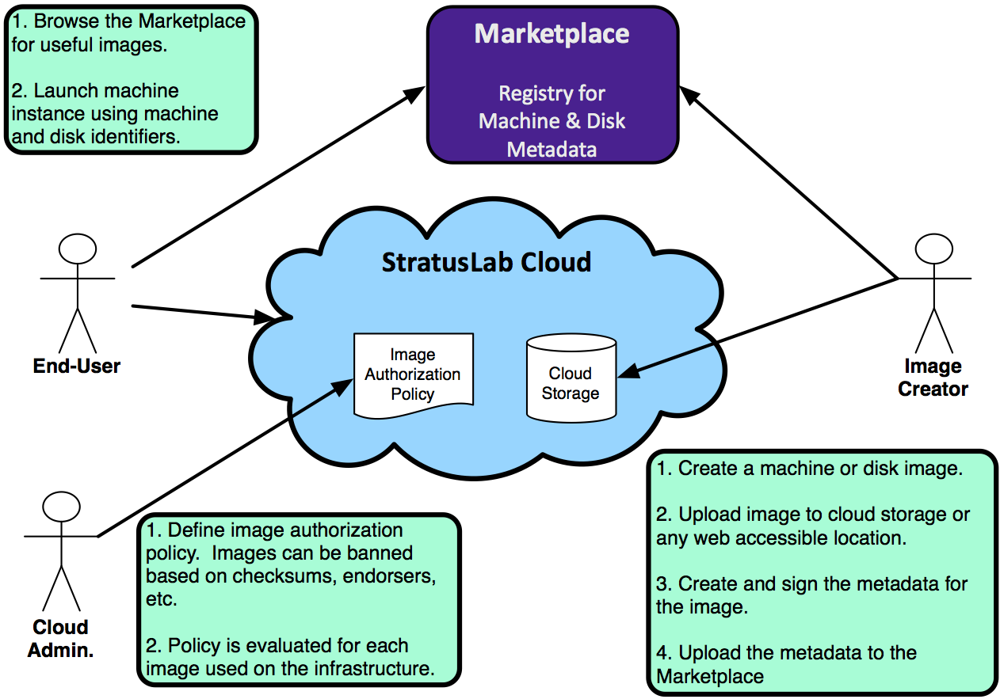 1. Browse the Marketplace
for useful images.
2. Launch machine
instance using machine
and disk identifiers.
Marketplace
Registry for
Machine & Disk
Metadata
StratusLab Cloud
Image
Authorization
Policy
Cloud
Storage
End-User
Image
Creator
Cloud
Admin.
1. Define image authorization
policy.  Images can be banned
based on checksums, endorsers,
etc.
2. Policy is evaluated for each
image used on the infrastructure.
1. Create a machine or disk image.
2. Upload image to cloud storage or
any web accessible location.
3. Create and sign the metadata for
the image.
4. Upload the metadata to the
Marketplace